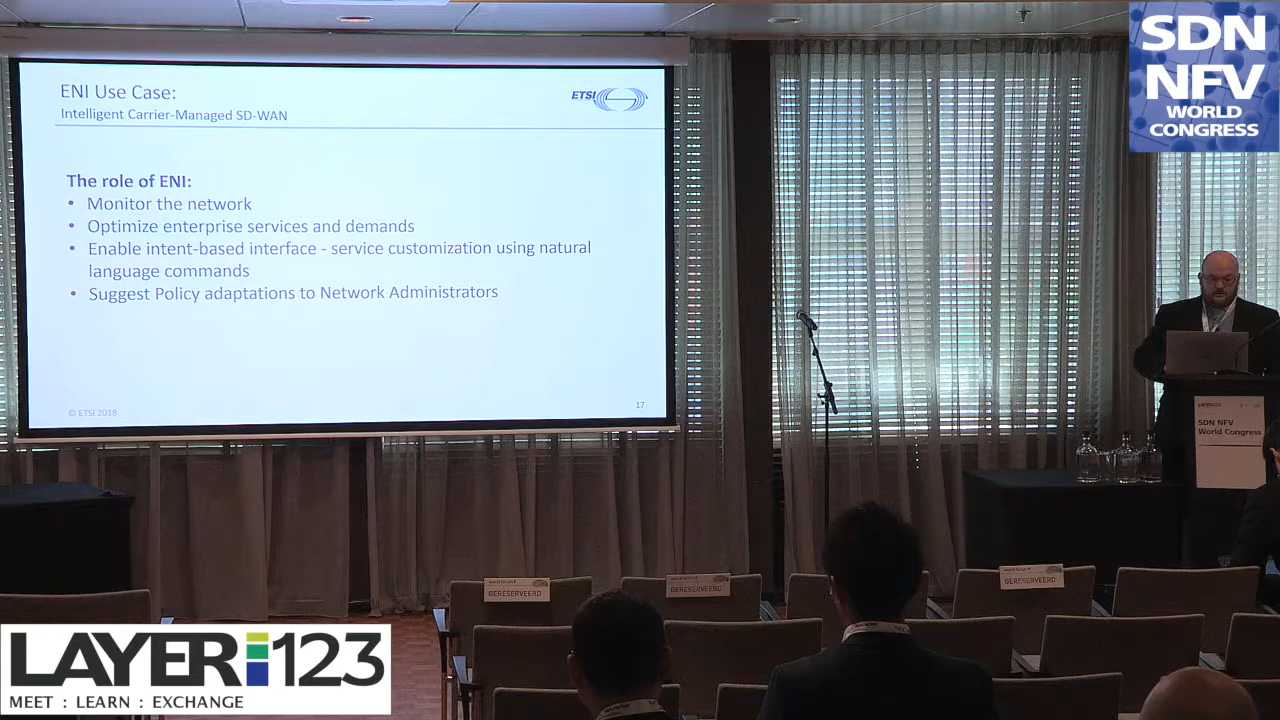 ENI Use Case:
Intelligent Carrier-Managed SD-WAN
ETSI
The role of ENI:
• Monitor the network
• Optimize enterprise services and demands
• Enable intent-based interface - service customization using natural
language commands
• Suggest Policy adaptations to Network Administrators
© ETSI 2018
17
SDN
NFV
WORLD
CONGRESS
SDN NFV
World Congress
GERESERVEERD
GERESERVEERD
GERESERVEERD
LAYER123
MEET : LEARN : EXCHANGE